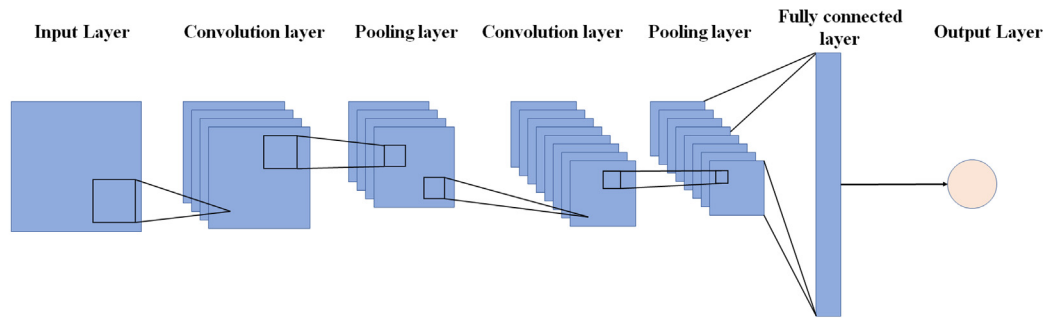 Input Layer
Convolution layer
Pooling layer
Convolution layer
Pooling layer
Fully connected
layer
Output Layer